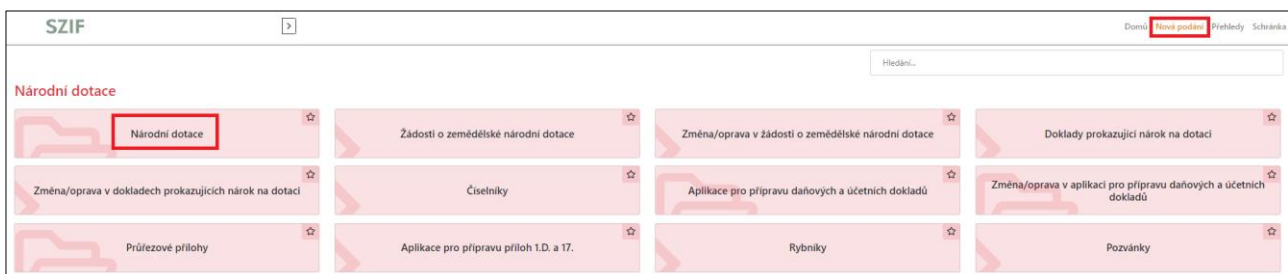 SZIF
Domů Nová podání Přehledy Schránka
Hledání...
Národní dotace
Národní dotace
Žádosti o zemědělské národní dotace
Změna/oprava v žádosti o zemědělské národní dotace
Doklady prokazující nárok na dotaci
Změna/oprava v dokladech prokazujících nárok na dotaci
Číselníky
Aplikace pro přípravu daňových a účetních dokladů
Změna/oprava v aplikaci pro přípravu daňových a účetních
dokladů
Průřezové přílohy
Aplikace pro přípravu příloh 1.D. a 17.
Rybníky
Pozvánky